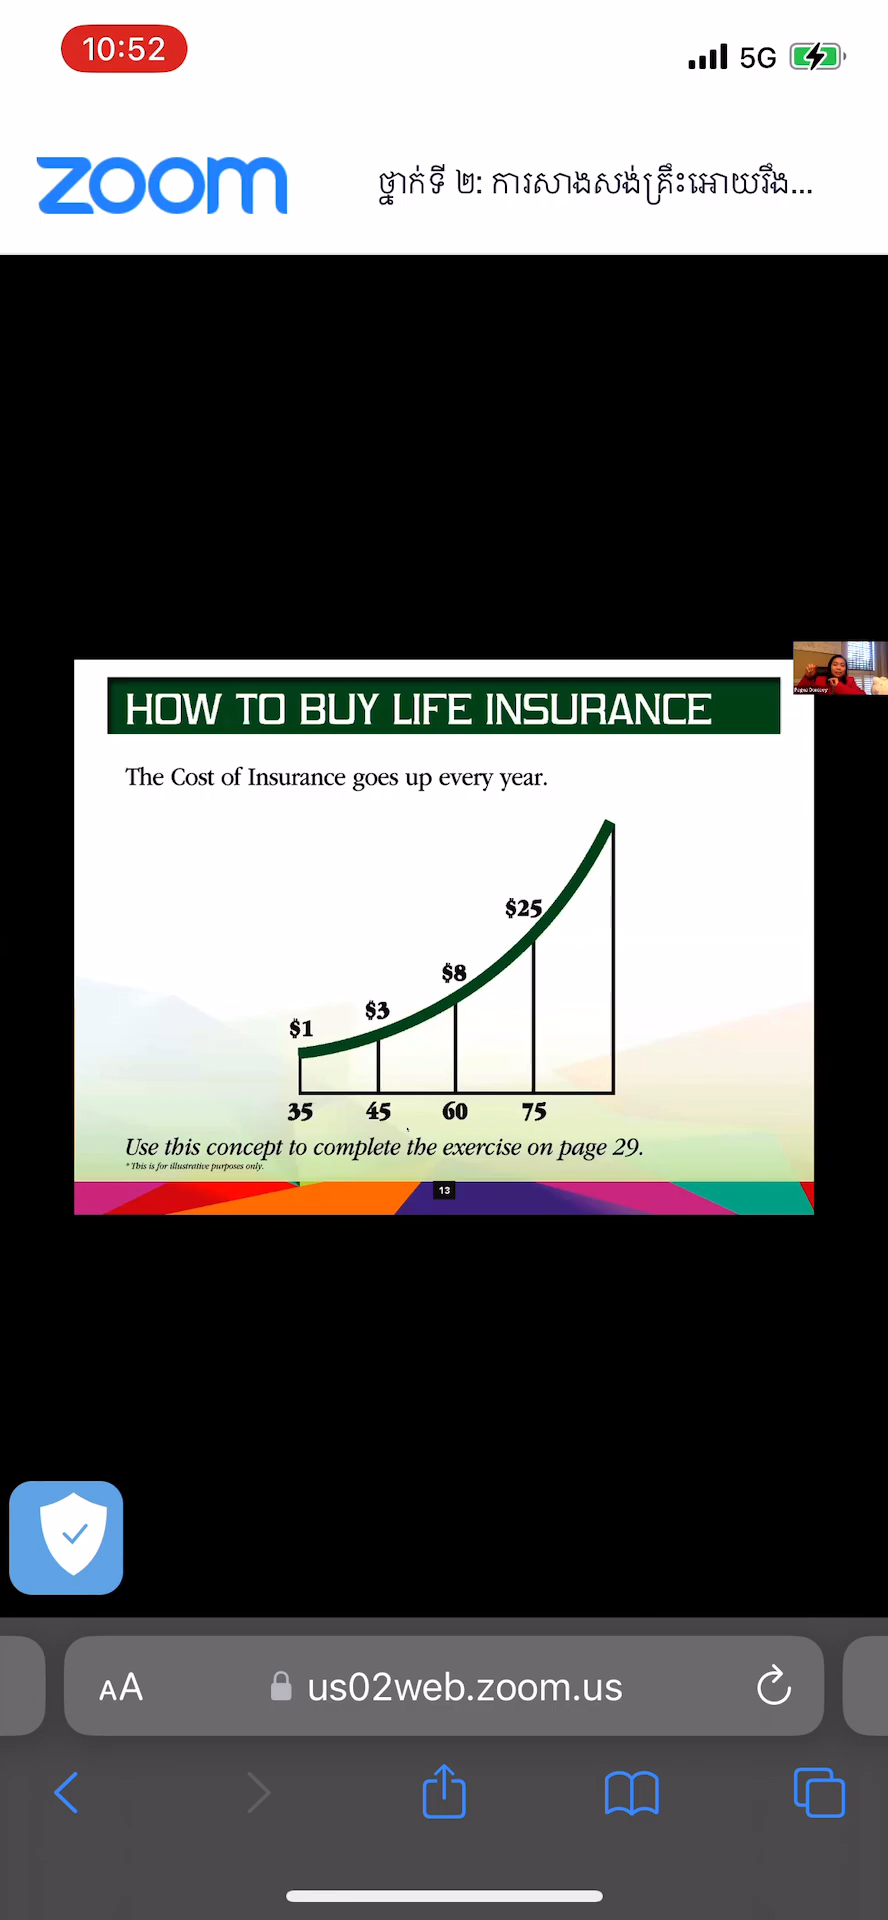 10:52
5G
zoom
ថ្នាក់ទី ២: ការសាងសង់គ្រឹះអោយរឹង...
HOW TO BUY LIFE INSURANCE
The Cost of Insurance goes up every year.
$25
$8
$3
$1
35 45 60 75
Use this concept to complete the exercise on page 29.
* This is for illustrative purposes only.
13
AA us02web.zoom.us